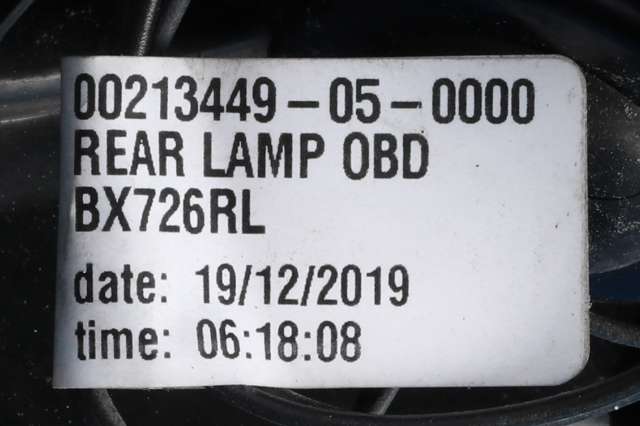 00213449-05-0000
REAR LAMP OBD
BX726RL
date: 19/12/2019
time: 06:18:08